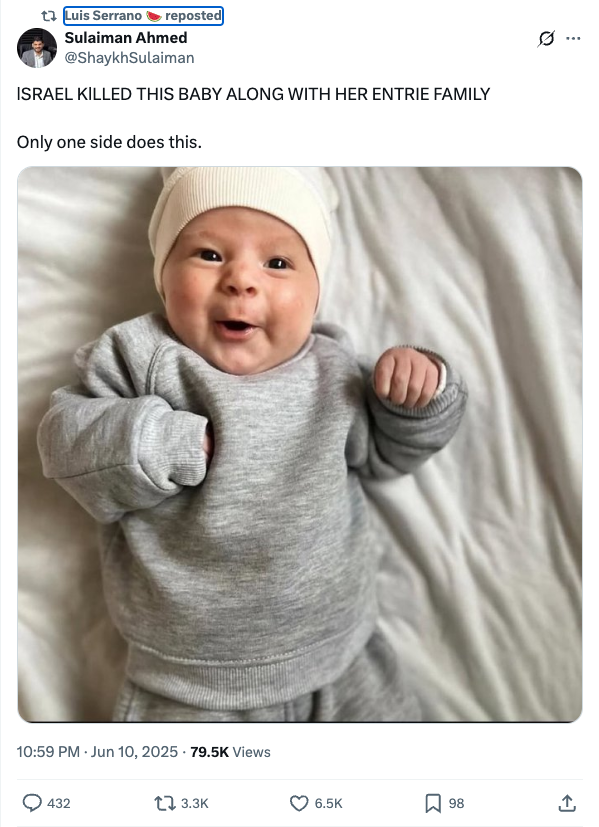 Luis Serrano 🍉 reposted
Sulaiman Ahmed
@ShaykhSulaiman
ISRAEL KILLED THIS BABY ALONG WITH HER ENTRIE FAMILY
Only one side does this.
10:59 PM · Jun 10, 2025 · 79.5K Views
432 3.3K 6.5K 98